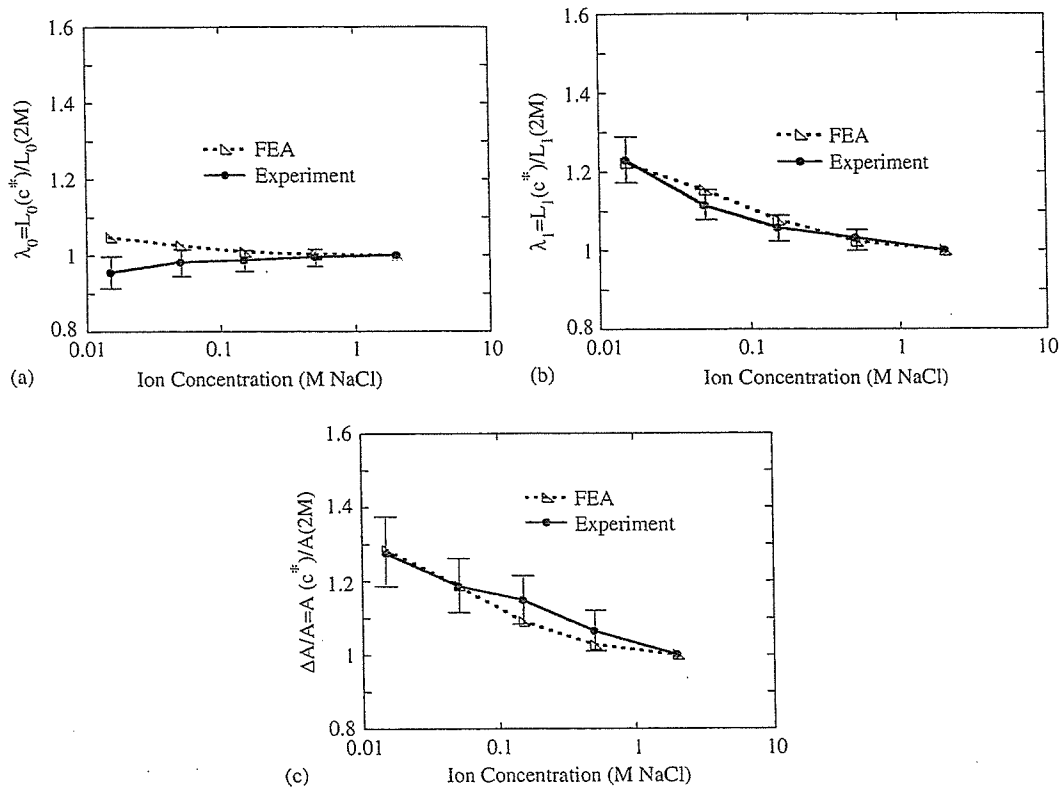 1.6
1.4
1.2
1
0.8
λ₀=L₀(c*)/L₀(2M)
FEA
Experiment
0.01
0.1
1
10
(a)
Ion Concentration (M NaCl)
1.6
1.4
1.2
1
0.8
λ₁=L₁(c*)/L₁(2M)
FEA
Experiment
0.01
0.1
1
10
(b)
Ion Concentration (M NaCl)
1.6
1.4
1.2
1
0.8
ΔA/A=A (c*)/A(2M)
FEA
Experiment
0.01
0.1
1
10
(c)
Ion Concentration (M NaCl)